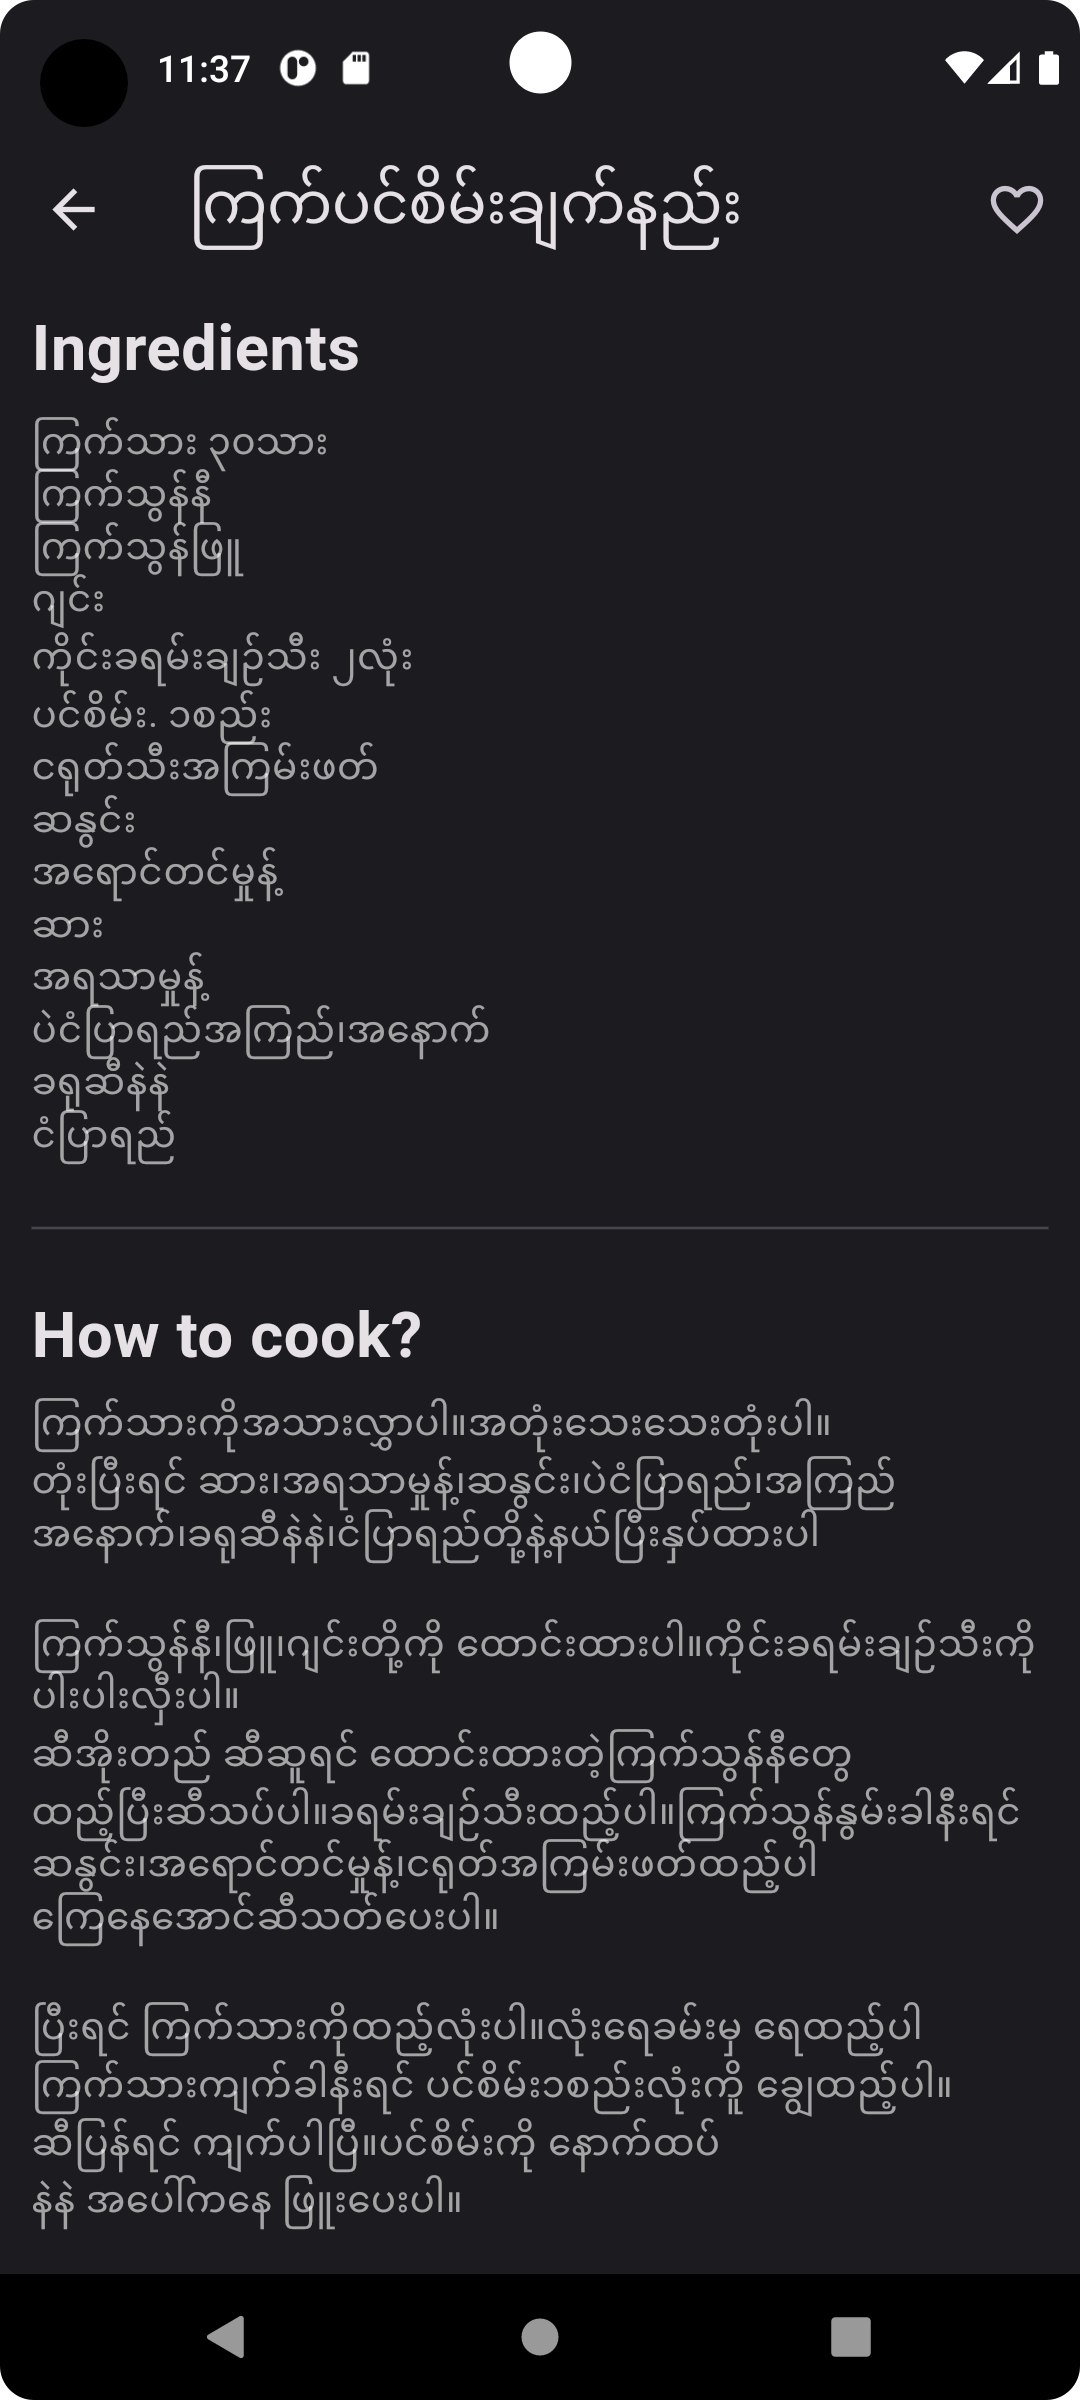 11:37
ကြက်ပင်စိမ်းချက်နည်း
Ingredients
ကြက်သား ၃၀သား
ကြက်သွန်နီ
ကြက်သွန်ဖြူ
ဂျင်း
ကိုင်းခရမ်းချဉ်သီး ၂လုံး
ပင်စိမ်း. ၁စည်း
ငရုတ်သီးအကြမ်းဖတ်
ဆနွင်း
အရောင်တင်မှုန့်
ဆား
အရသာမှုန့်
ပဲငံပြာရည်အကြည်၊အနောက်
ခရုဆီနဲနဲ
ငံပြာရည်
How to cook?
ကြက်သားကိုအသားလွှာပါ။အတုံးသေးသေးတုံးပါ။
တုံးပြီးရင် ဆား၊အရသာမှုန့်၊ဆနွင်း၊ပဲငံပြာရည်၊အကြည်
အနောက်၊ခရုဆီနဲနဲ၊ငံပြာရည်တို့နဲ့နယ်ပြီးနှပ်ထားပါ
ကြက်သွန်နီ၊ဖြူ၊ဂျင်းတို့ကို ထောင်းထားပါ။ကိုင်းခရမ်းချဉ်သီးကို
ပါးပါးလှီးပါ။
ဆီအိုးတည် ဆီဆူရင် ထောင်းထားတဲ့ကြက်သွန်နီတွေ
ထည့်ပြီးဆီသပ်ပါ။ခရမ်းချဉ်သီးထည့်ပါ။ကြက်သွန်နွမ်းခါနီးရင်
ဆနွင်း၊အရောင်တင်မှုန့်၊ငရုတ်အကြမ်းဖတ်ထည့်ပါ
ကြေနေအောင်ဆီသတ်ပေးပါ။
ပြီးရင် ကြက်သားကိုထည့်လုံးပါ။လုံးရေခမ်းမှ ရေထည့်ပါ
ကြက်သားကျက်ခါနီးရင် ပင်စိမ်း၁စည်းလုံးကို ချွေထည့်ပါ။
ဆီပြန်ရင် ကျက်ပါပြီ။ပင်စိမ်းကို နောက်ထပ်
နဲနဲ အပေါ်ကနေ ဖြူးပေးပါ။